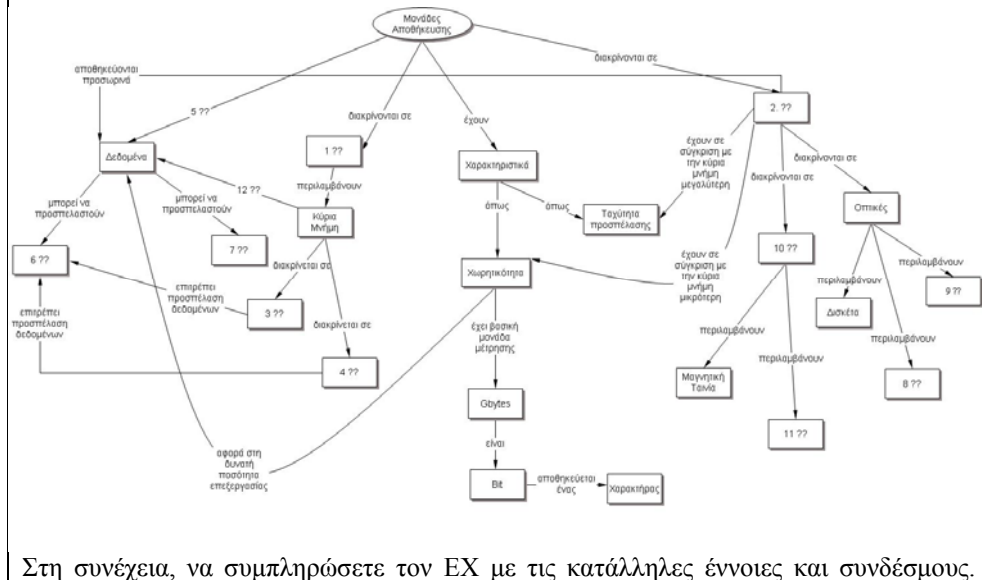 Μονάδες
Αποθήκευσης
αποθηκεύονται
προσωρινά
διακρίνονται σε
5 ??
διακρίνονται σε
έχουν
2. ??
Δεδομένα
1 ??
Χαρακτηριστικά
έχουν σε
σύγκριση με
την κύρια
μνήμη
μεγαλύτερη
διακρίνονται σε
διακρίνονται σε
μπορεί να
προσπελαστούν
μπορεί να
προσπελαστούν
12 ??
περιλαμβάνουν
Κύρια
Μνήμη
όπως
όπως
Ταχύτητα
προσπέλασης
Οπτικές
6 ??
7 ??
10 ??
διακρίνεται σε
Χωρητικότητα
έχουν σε
σύγκριση με
την κύρια
μνήμη
μικρότερη
περιλαμβάνουν
περιλαμβάνουν
9 ??
επιτρέπει
προσπέλαση
δεδομένων
3 ??
επιτρέπει
προσπέλαση
δεδομένων
διακρίνεται σε
έχει βασική
μονάδα
μέτρησης
περιλαμβάνουν
Δισκέτα
περιλαμβάνουν
περιλαμβάνουν
4 ??
Μαγνητική
Ταινία
8 ??
Gbytes
11 ??
είναι
αφορά στη
δυνατή
ποσότητα
επεξεργασίας
Bit
αποθηκεύεται
ένας
Χαρακτήρας
Στη συνέχεια, να συμπληρώσετε τον ΕΧ με τις κατάλληλες έννοιες και συνδέσμους.